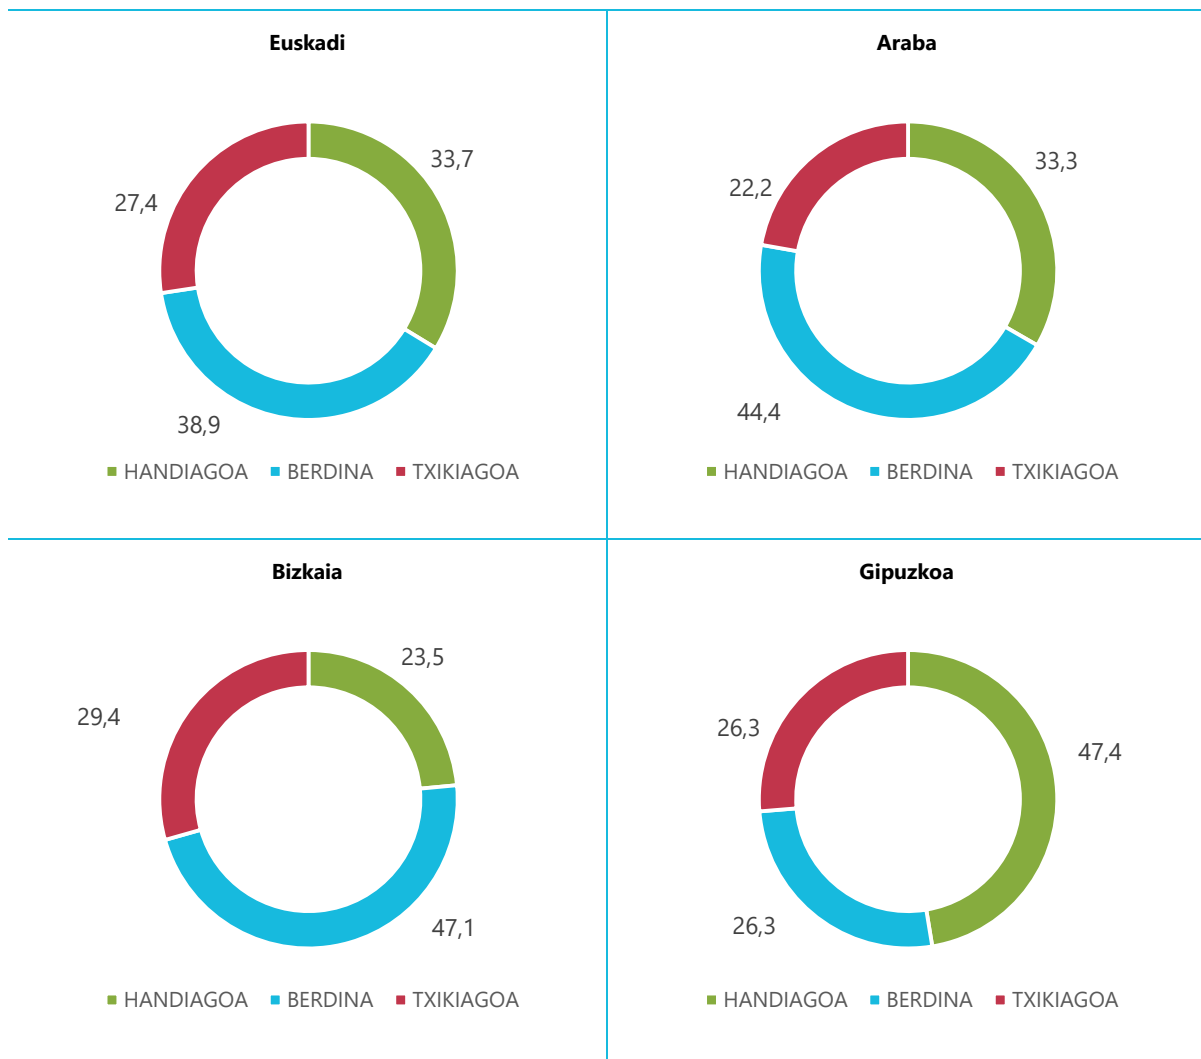 Euskadi
33,7
27,4
38,9
HANDIAGOA BERDINA TXIKIAGOA
Araba
33,3
22,2
44,4
HANDIAGOA BERDINA TXIKIAGOA
Bizkaia
23,5
29,4
47,1
HANDIAGOA BERDINA TXIKIAGOA
Gipuzkoa
26,3
47,4
26,3
HANDIAGOA BERDINA TXIKIAGOA